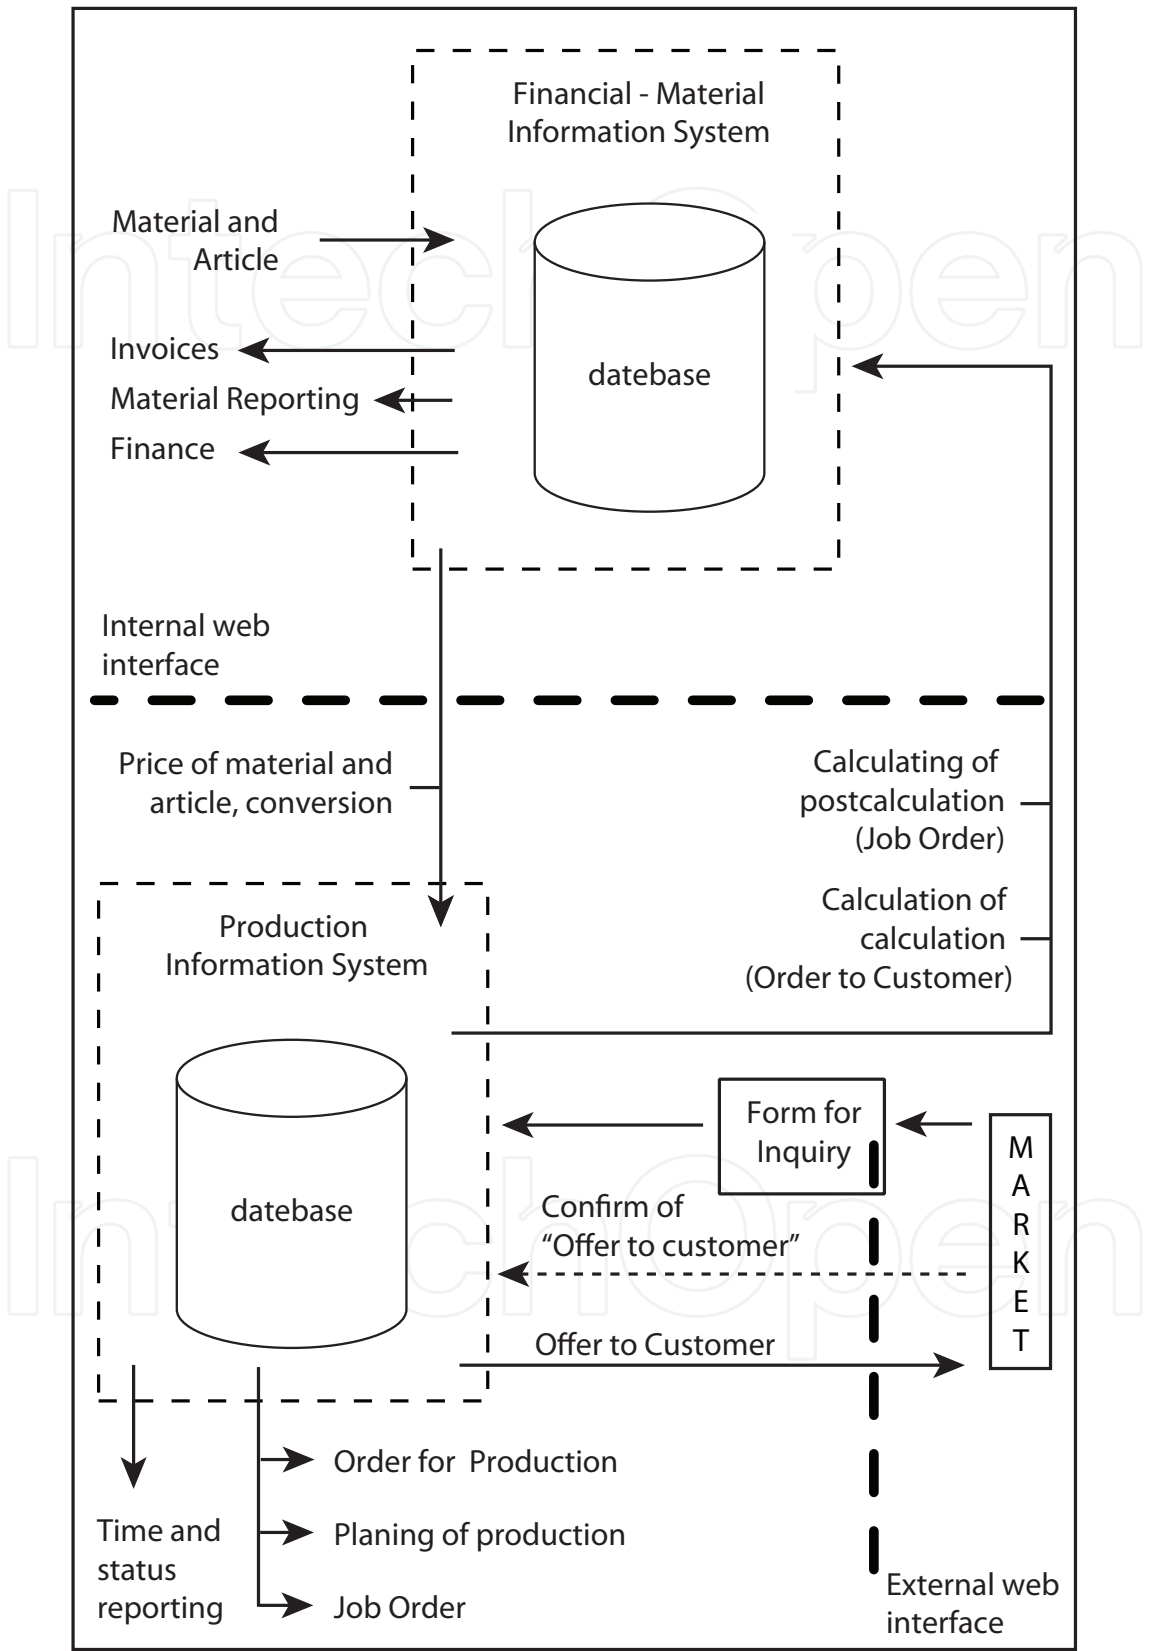 Financial - Material
Information System
Material and
Article
Invoices
Material Reporting
Finance
datebase
Internal web
interface
Price of material and
article, conversion
Calculating of
postcalculation
(Job Order)
Calculation of
calculation
(Order to Customer)
Production
Information System
datebase
Form for
Inquiry
M
A
R
K
E
T
Confirm of
“Offer to customer”
Offer to Customer
Order for Production
Planing of production
Job Order
Time and
status
reporting
External web
interface
IntechOpen
IntechOpen